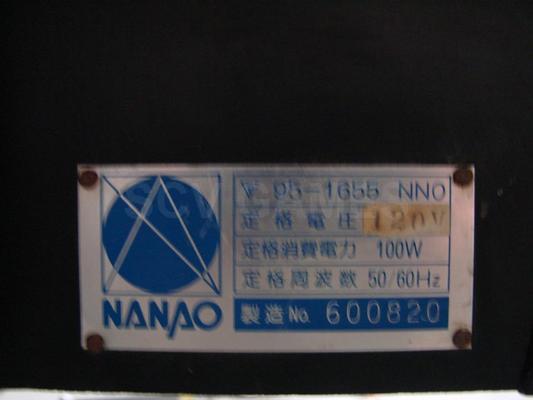 NANAO
▽ 95-1655 NNO
定格電圧 120V
定格消費電力 100W
定格周波数 50/60Hz
製造No. 600820